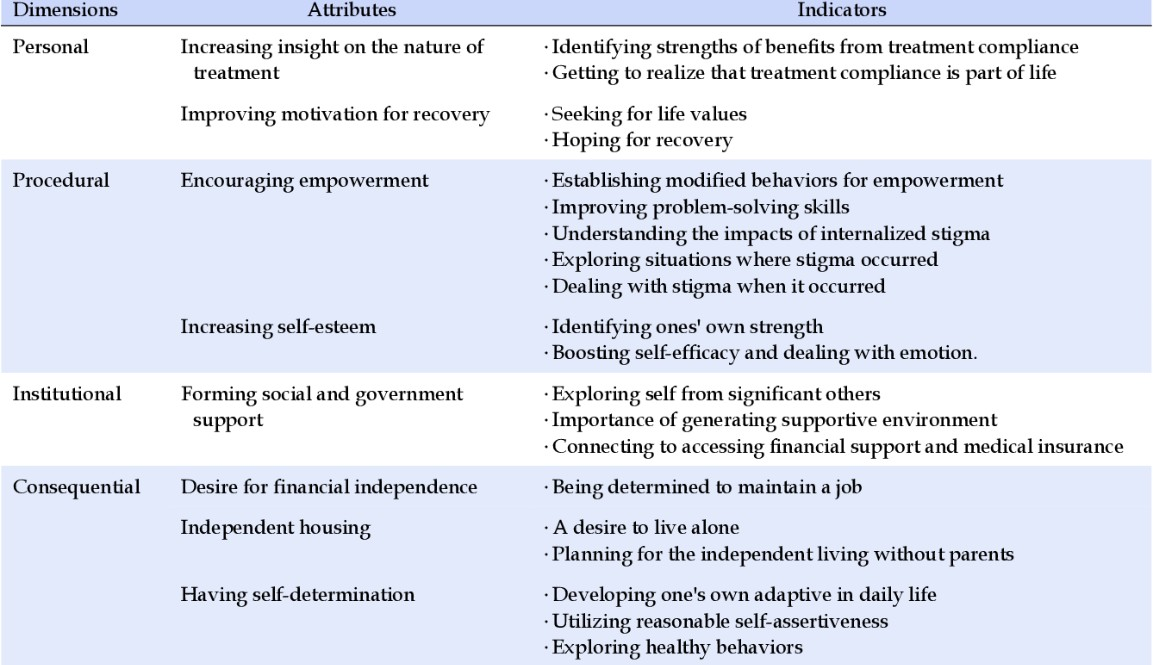 Dimensions Attributes Indicators
Personal Increasing insight on the nature of treatment · Identifying strengths of benefits from treatment compliance
· Getting to realize that treatment compliance is part of life
Improving motivation for recovery · Seeking for life values
· Hoping for recovery
Procedural Encouraging empowerment · Establishing modified behaviors for empowerment
· Improving problem-solving skills
· Understanding the impacts of internalized stigma
· Exploring situations where stigma occurred
· Dealing with stigma when it occurred
Increasing self-esteem · Identifying ones' own strength
· Boosting self-efficacy and dealing with emotion.
Institutional Forming social and government support · Exploring self from significant others
· Importance of generating supportive environment
· Connecting to accessing financial support and medical insurance
Consequential Desire for financial independence · Being determined to maintain a job
Independent housing · A desire to live alone
· Planning for the independent living without parents
Having self-determination · Developing one's own adaptive in daily life
· Utilizing reasonable self-assertiveness
· Exploring healthy behaviors